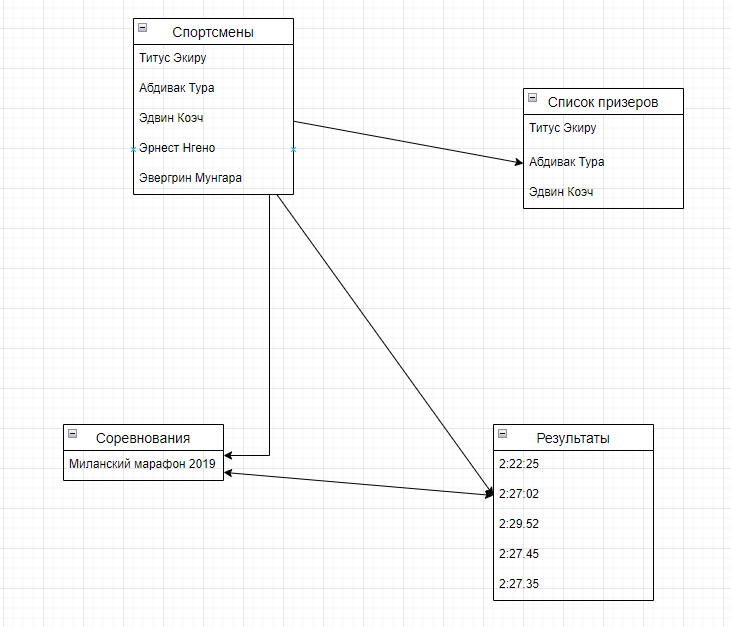 Спортсмены
Титус Экиру
Абдивак Тура
Эдвин Коэч
Эрнест Нгено
Эвергрин Мунгара
Список призеров
Титус Экиру
Абдивак Тура
Эдвин Коэч
Соревнования
Миланский марафон 2019
Результаты
2:22:25
2:27:02
2:29.52
2:27.45
2:27.35